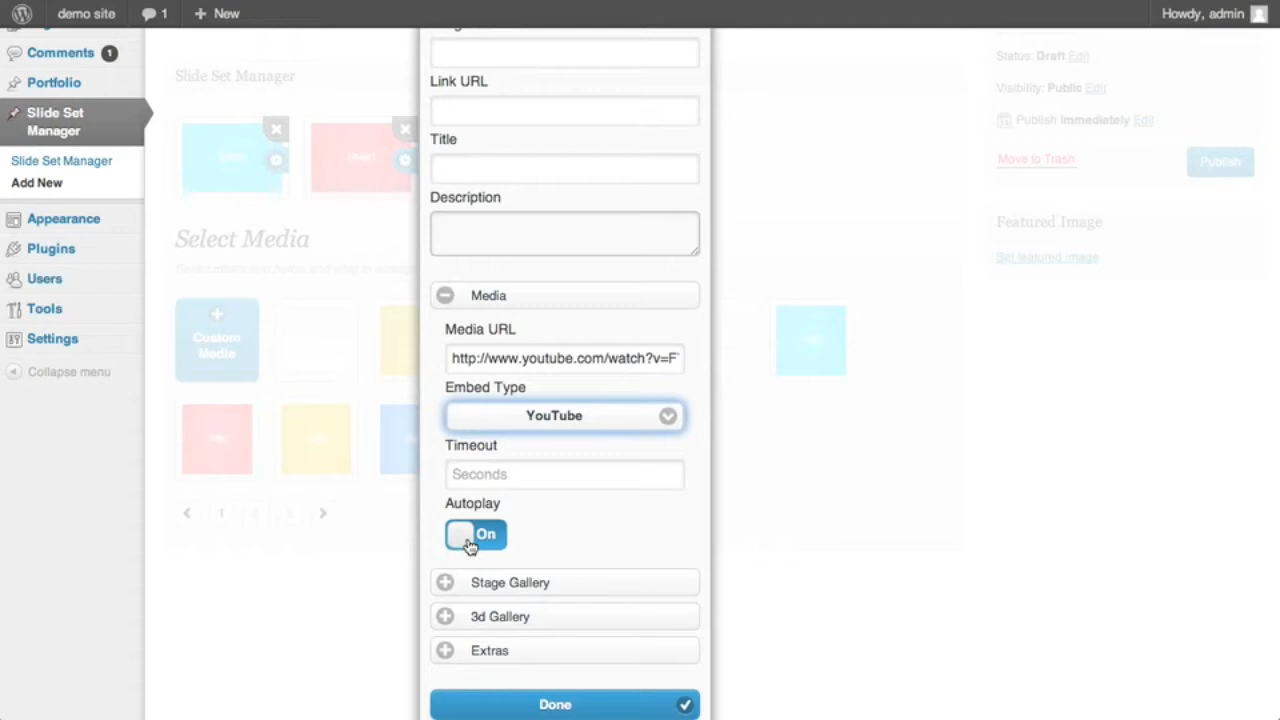 demo site
1
New
Howdy, admin
Comments 1
Portfolio
Slide Set
Manager
Slide Set Manager
Add New
Appearance
Plugins
Users
Tools
Settings
Collapse menu
Slide Set Manager
Select Media
Custom
Media
1
2
3
Link URL
Title
Description
Media
Media URL
http://www.youtube.com/watch?v=F
Embed Type
YouTube
Timeout
Seconds
Autoplay
On
Stage Gallery
3d Gallery
Extras
Done
Status: Draft Edit
Visibility: Public Edit
Publish immediately Edit
Move to Trash
Publish
Featured Image
Set featured image